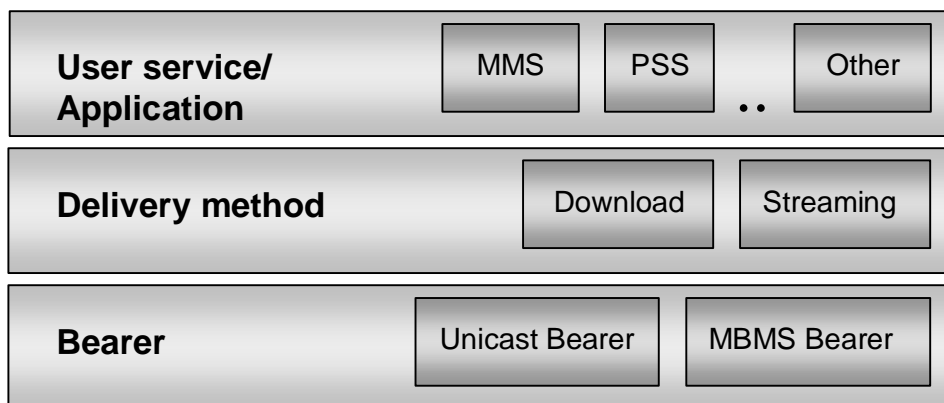 User service/
Application
MMS
PSS
..
Other
Delivery method
Download
Streaming
Bearer
Unicast Bearer
MBMS Bearer